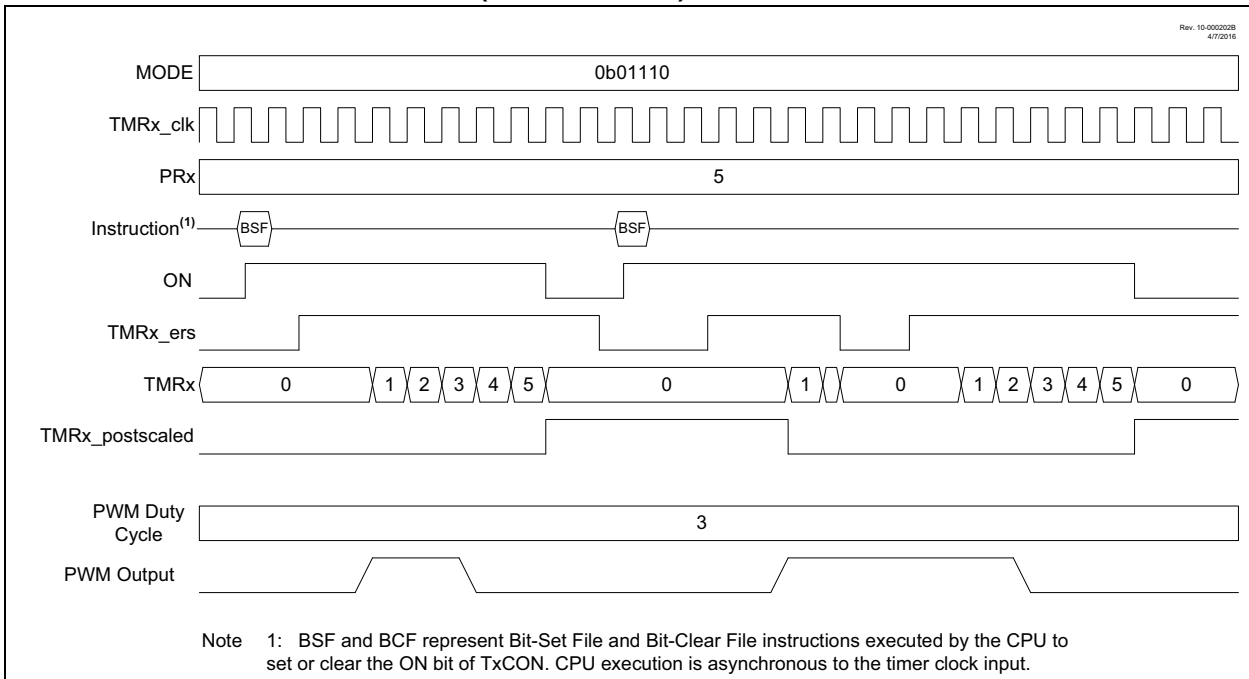 Rev. 10-000202B
4/7/2016
MODE 0b01110
TMRx_clk
PRx 5
Instruction(1) BSF BSF
ON
TMRx_ers
TMRx 0 1 2 3 4 5 0 1 0 1 2 3 4 5 0
TMRx_postscaled
PWM Duty
Cycle 3
PWM Output
Note 1: BSF and BCF represent Bit-Set File and Bit-Clear File instructions executed by the CPU to
set or clear the ON bit of TxCON. CPU execution is asynchronous to the timer clock input.